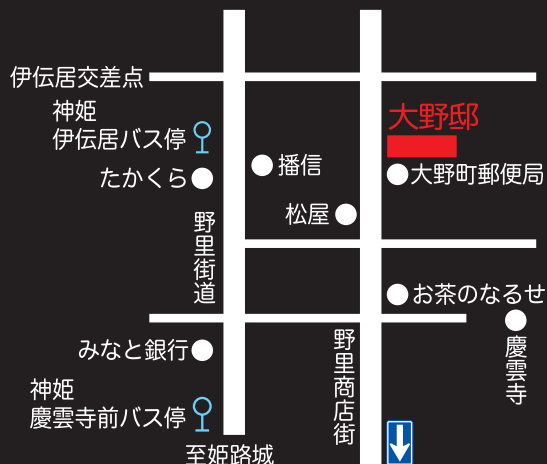 伊伝居交差点
神姫
伊伝居バス停
大野邸
播信
大野町郵便局
たかくら
松屋
野里街道
お茶のなるせ
慶雲寺
みなと銀行
野里商店街
神姫
慶雲寺前バス停
至姫路城